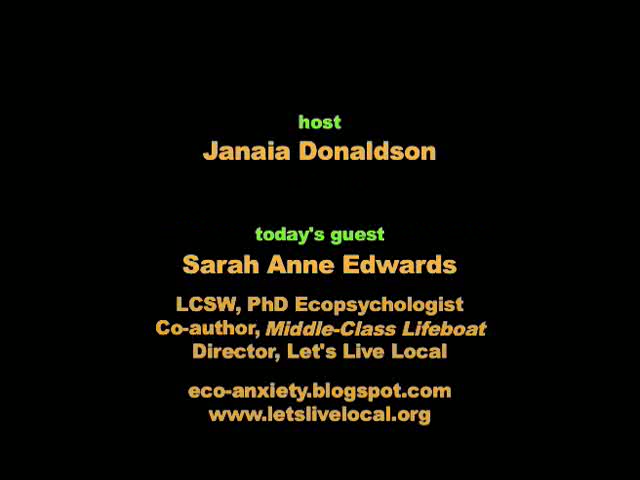 host
Janaia Donaldson
today's guest
Sarah Anne Edwards
LCSW, PhD Ecopsychologist
Co-author, Middle-Class Lifeboat
Director, Let's Live Local
eco-anxiety.blogspot.com
www.letslivelocal.org